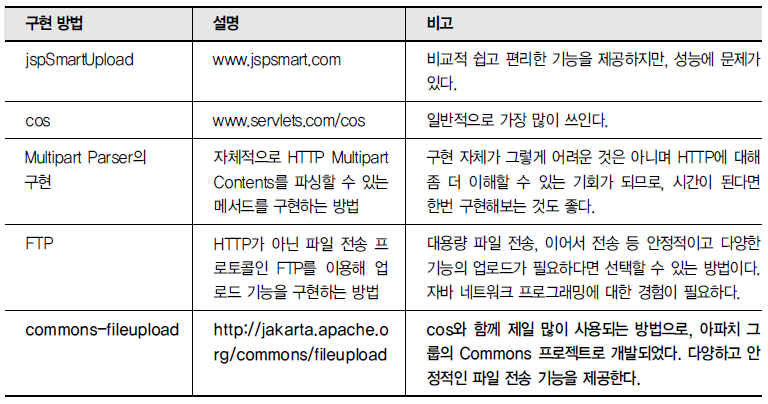 구현 방법
설명
비고
jspSmartUpload
www.jspsmart.com
비교적 쉽고 편리한 기능을 제공하지만, 성능에 문제가
있다.
cos
www.servlets.com/cos
일반적으로 가장 많이 쓰인다.
Multipart Parser의
구현
자체적으로 HTTP Multipart
Contents를 파싱할 수 있는
메서드를 구현하는 방법
구현 자체가 그렇게 어려운 것은 아니며 HTTP에 대해
좀 더 이해할 수 있는 기회가 되므로, 시간이 된다면
한번 구현해보는 것도 좋다.
FTP
HTTP가 아닌 파일 전송 프
로토콜인 FTP를 이용해 업
로드 기능을 구현하는 방법
대용량 파일 전송, 이어서 전송 등 안정적이고 다양한
기능의 업로드가 필요하다면 선택할 수 있는 방법이다.
자바 네트워크 프로그래밍에 대한 경험이 필요하다.
commons-fileupload
http://jakarta.apache.o
rg/commons/fileupload
cos와 함께 제일 많이 사용되는 방법으로, 아파치 그
룹의 Commons 프로젝트로 개발되었다. 다양하고 안
정적인 파일 전송 기능을 제공한다.